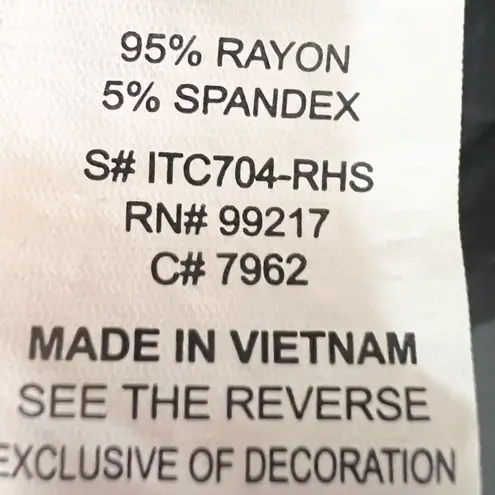 95% RAYON
5% SPANDEX
S# ITC704-RHS
RN# 99217
C# 7962
MADE IN VIETNAM
SEE THE REVERSE
EXCLUSIVE OF DECORATION